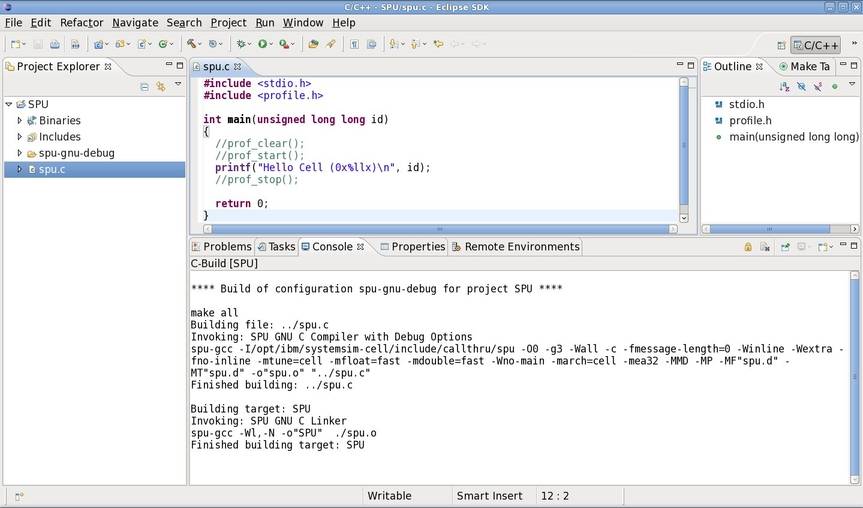 C/C++ - SPU/spu.c - Eclipse SDK
File Edit Refactor Navigate Search Project Run Window Help
C/C++
Project Explorer
SPU
Binaries
Includes
spu-gnu-debug
spu.c
spu.c
#include <stdio.h>
#include <profile.h>
int main(unsigned long long id)
{
//prof_clear();
//prof_start();
printf("Hello Cell (0x%llx)\n", id);
//prof_stop();
return 0;
}
Outline Make Ta
stdio.h
profile.h
main(unsigned long long)
Problems Tasks Console Properties Remote Environments
C-Build [SPU]
**** Build of configuration spu-gnu-debug for project SPU ****
make all
Building file: ../spu.c
Invoking: SPU GNU C Compiler with Debug Options
spu-gcc -I/opt/ibm/systemsim-cell/include/callthru/spu -O0 -g3 -Wall -c -fmessage-length=0 -Winline -Wextra -
fno-inline -mtune=cell -mfloat=fast -mdouble=fast -Wno-main -march=cell -mea32 -MMD -MP -MF"spu.d" -
MT"spu.d" -o"spu.o" "../spu.c"
Finished building: ../spu.c
Building target: SPU
Invoking: SPU GNU C Linker
spu-gcc -Wl,-N -o"SPU" ./spu.o
Finished building target: SPU
Writable Smart Insert 12 : 2